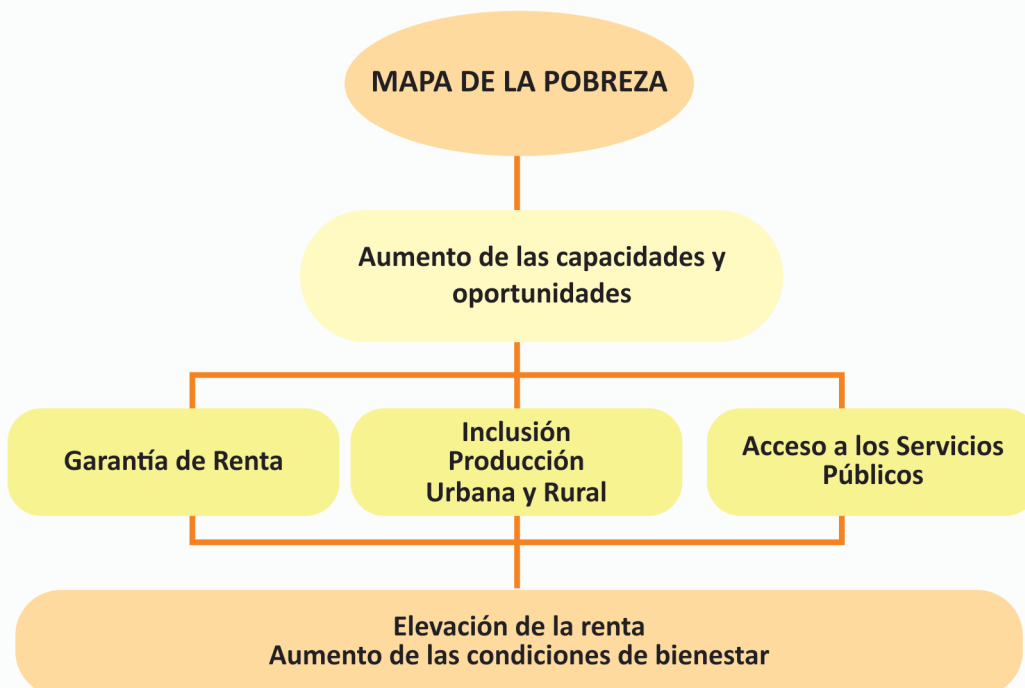 MAPA DE LA POBREZA
Aumento de las capacidades y
oportunidades
Garantía de Renta
Inclusión
Producción
Urbana y Rural
Acceso a los Servicios
Públicos
Elevación de la renta
Aumento de las condiciones de bienestar